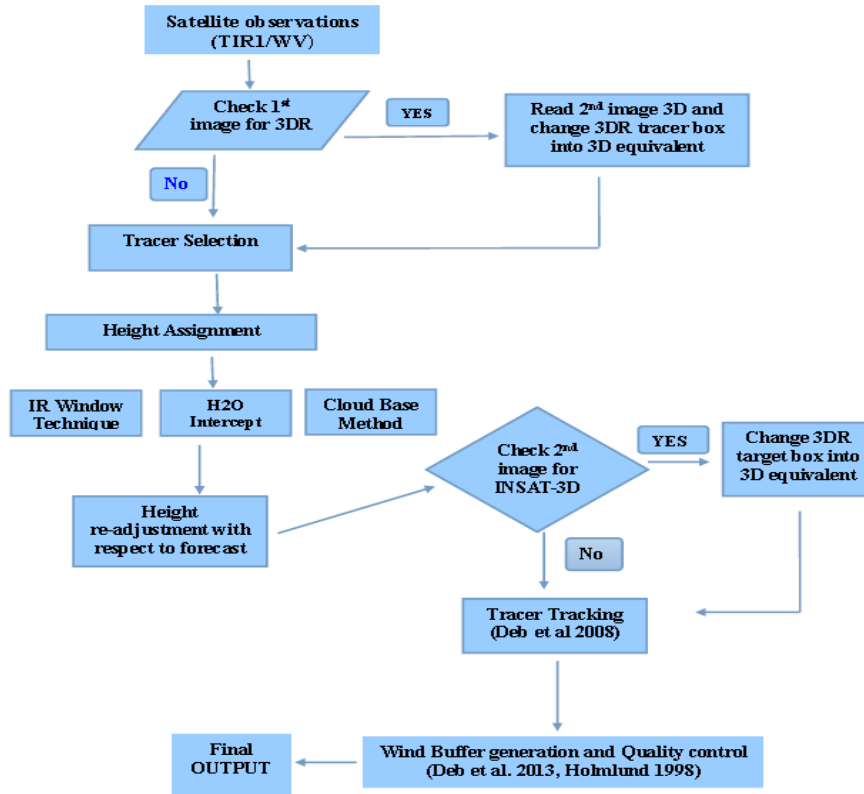 Satellite observations
(TIR1/WV)
Check 1st
image for 3DR
YES
Read 2nd image 3D and
change 3DR tracer box
into 3D equivalent
No
Tracer Selection
Height Assignment
IR Window
Technique
H2O
Intercept
Cloud Base
Method
Check 2nd
image for
INSAT-3D
YES
Change 3DR
target box into
3D equivalent
Height
re-adjustment with
respect to forecast
No
Tracer Tracking
(Deb et al 2008)
Wind Buffer generation and Quality control
(Deb et al. 2013, Holmlund 1998)
Final
OUTPUT